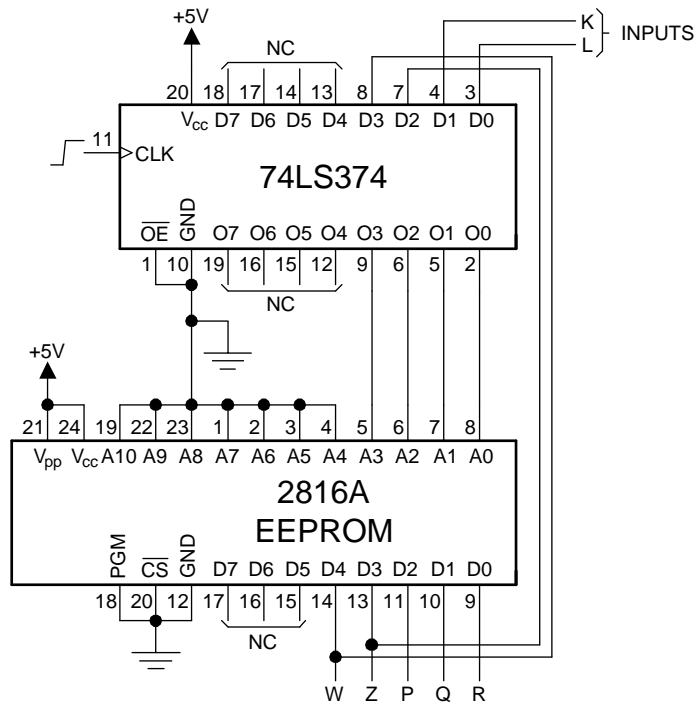 +5V
NC
K
L
INPUTS
20 18 17 14 13 8 7 4 3
Vcc D7 D6 D5 D4 D3 D2 D1 D0
11
CLK
74LS374
OE GND O7 O6 O5 O4 O3 O2 O1 O0
1 10 19 16 15 12 9 6 5 2
NC
+5V
21 24 19 22 23 1 2 3 4 5 6 7 8
Vpp Vcc A10 A9 A8 A7 A6 A5 A4 A3 A2 A1 A0
2816A
EEPROM
PGM CS GND D7 D6 D5 D4 D3 D2 D1 D0
18 20 12 17 16 15 14 13 11 10 9
NC
W Z P Q R